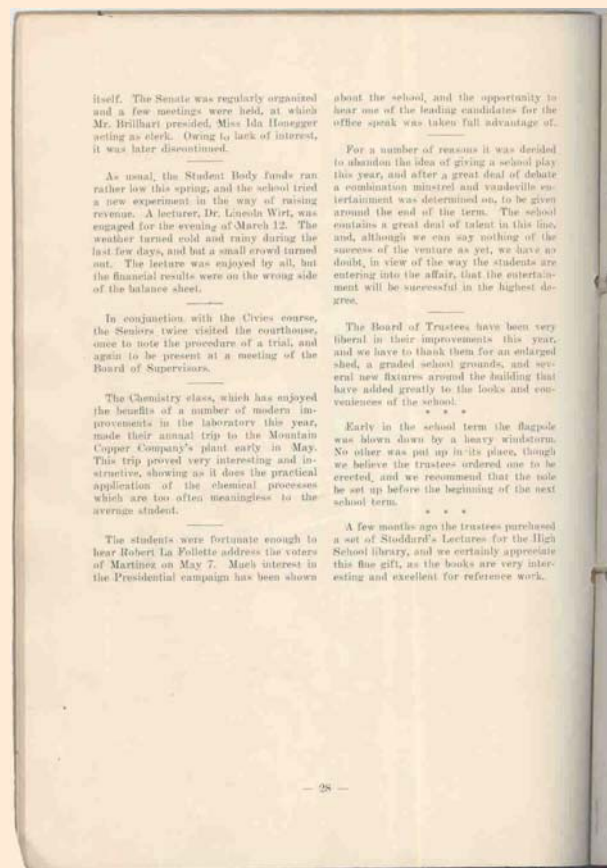 itself. The Senate was regularly organized
and a few meetings were held, at which
Mr. Brillhart presided, Miss Ida Honegger
acting as clerk. Owing to lack of interest,
it was later discontinued.
As usual, the Student Body funds ran
rather low this spring, and the school tried
a new experiment in the way of raising
revenue. A lecturer, Dr. Lincoln Wirt, was
engaged for the evening of March 12. The
weather turned cold and rainy during the
last few days, and but a small crowd turned
out. The lecture was enjoyed by all, but
the financial results were on the wrong side
of the balance sheet.
In conjunction with the Civics course,
the Seniors twice visited the courthouse,
once to note the procedure of a trial, and
again to be present at a meeting of the
Board of Supervisors.
The Chemistry class, which has enjoyed
the benefits of a number of modern im-
provements in the laboratory this year,
made their annual trip to the Mountain
Copper Company's plant early in May.
This trip proved very interesting and in-
structive, showing as it does the practical
application of the chemical processes
which are too often meaningless to the
average student.
The students were fortunate enough to
hear Robert La Follette address the voters
of Martinez on May 7. Much interest in
the Presidential campaign has been shown
about the school, and the opportunity to
hear one of the leading candidates for the
office speak was taken full advantage of.
For a number of reasons it was decided
to abandon the idea of giving a school play
this year, and after a great deal of debate
a combination minstrel and vaudeville en-
tertainment was determined on, to be given
around the end of the term. The school
contains a great deal of talent in this line,
and, although we can say nothing of the
success of the venture as yet, we have no
doubt, in view of the way the students are
entering into the affair, that the entertain-
ment will be successful in the highest de-
gree.
The Board of Trustees have been very
liberal in their improvements this year,
and we have to thank them for an enlarged
shed, a graded school grounds, and sev-
eral new fixtures around the building that
have added greatly to the looks and con-
veniences of the school.
* * *
Early in the school term the flagpole
was blown down by a heavy windstorm.
No other was put up in its place, though
we believe the trustees ordered one to be
erected, and we recommend that the pole
be set up before the beginning of the next
school term.
* * *
A few months ago the trustees purchased
a set of Stoddard's Lectures for the High
School library, and we certainly appreciate
this fine gift, as the books are very inter-
esting and excellent for reference work.
— 28 —